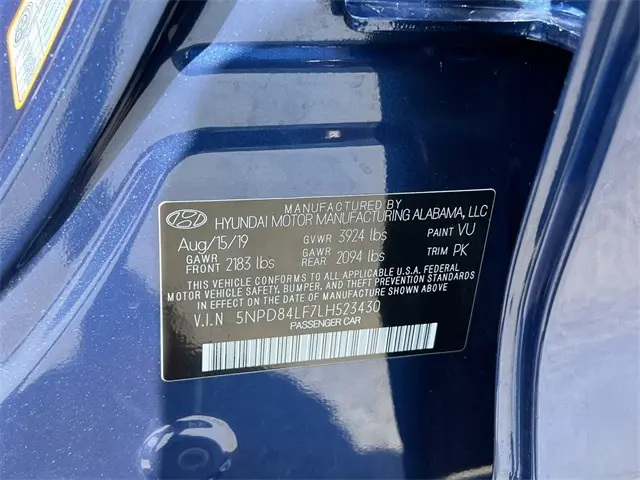 MANUFACTURED BY
HYUNDAI MOTOR MANUFACTURING ALABAMA, LLC
Aug/15/19 GVWR 3924 lbs PAINT VU
GAWR FRONT 2183 lbs GAWR REAR 2094 lbs TRIM PK
THIS VEHICLE CONFORMS TO ALL APPLICABLE U.S.A. FEDERAL
MOTOR VEHICLE SAFETY, BUMPER, AND THEFT STANDARDS
IN EFFECT ON THE DATE OF MANUFACTURE SHOWN ABOVE.
V.I.N 5NPD84LF7LH523430
PASSENGER CAR